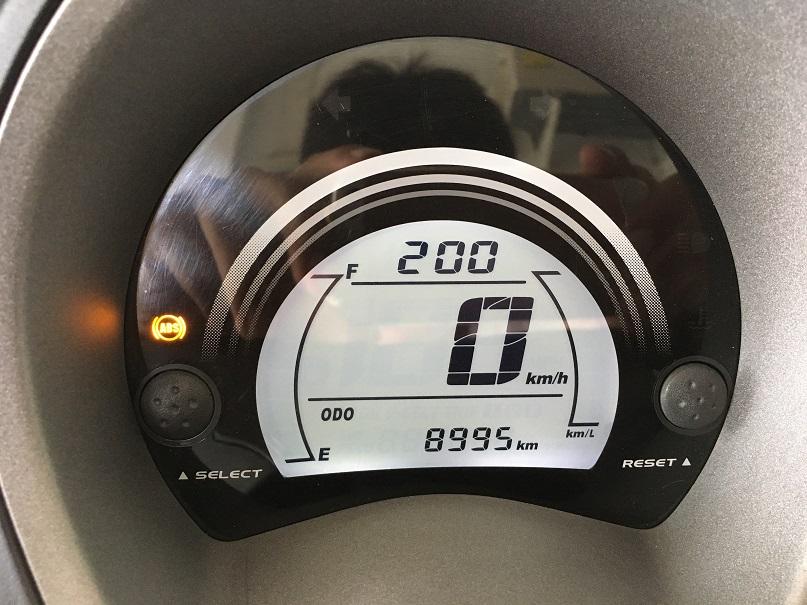 200
F
0 km/h
ABS
ODO
km/L
8995 km
E
SELECT
RESET